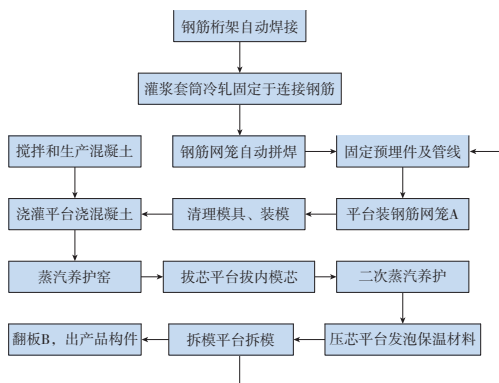 钢筋桁架自动焊接
灌浆套筒冷轧固定于连接钢筋
搅拌和生产混凝土
钢筋网笼自动拼焊
固定预埋件及管线
浇灌平台浇混凝土
清理模具、装模
平台装钢筋网笼A
蒸汽养护窑
拔芯平台拔内模芯
二次蒸汽养护
翻板B，出产品构件
拆模平台拆模
压芯平台发泡保温材料